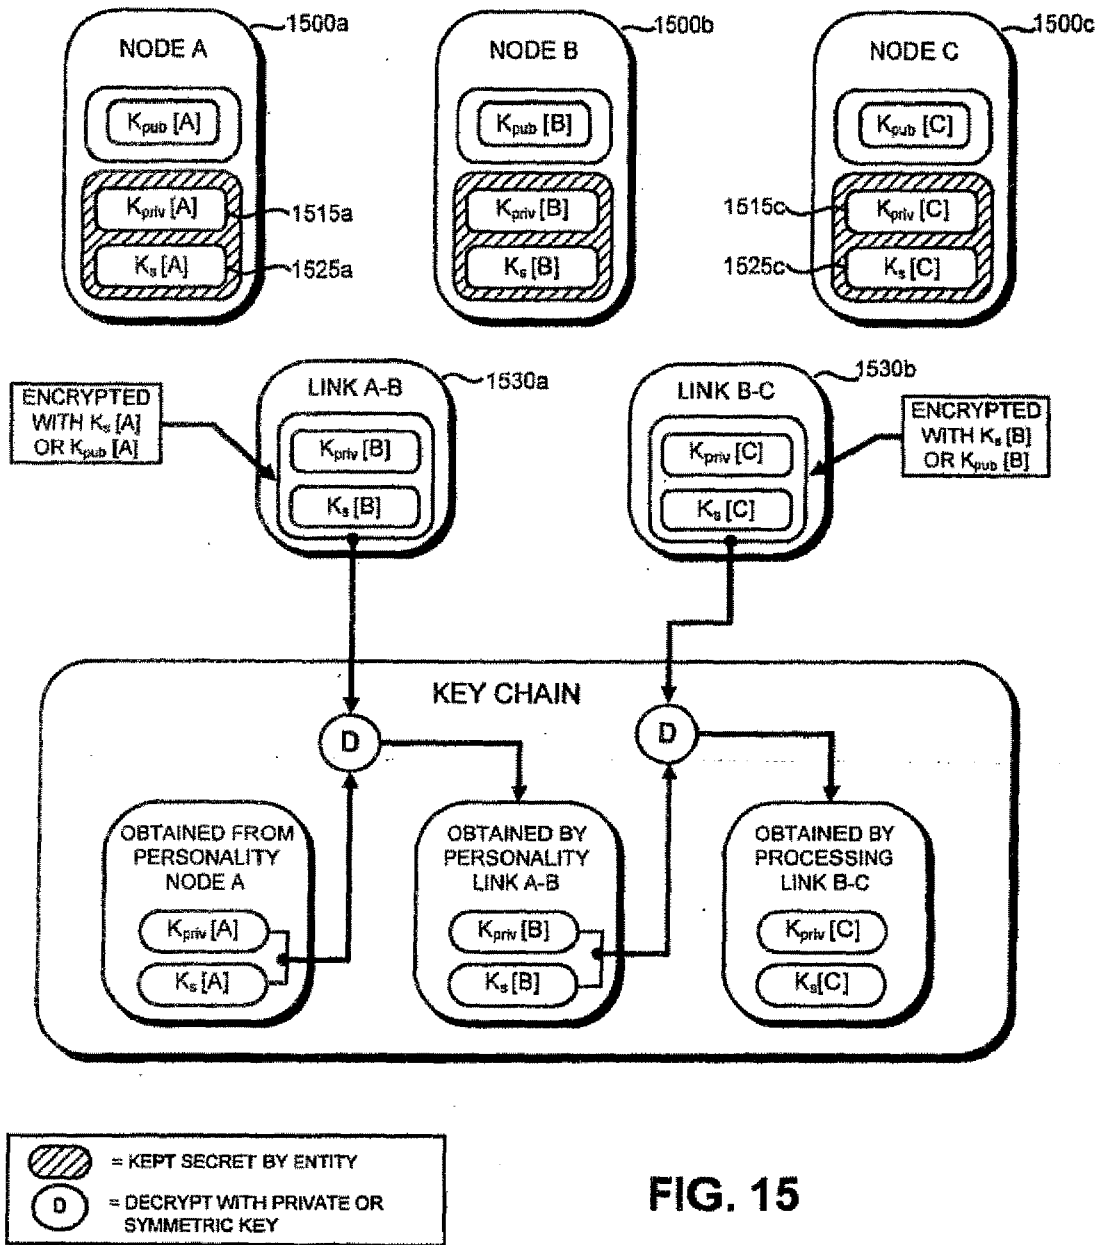 1500a
1500b
1500c
NODE A
NODE B
NODE C
Kpub [A]
Kpub [B]
Kpub [C]
Kpriv [A]
1515a
Kpriv [B]
1515c
Kpriv [C]
Ks [A]
1525a
Ks [B]
1525c
Ks [C]
ENCRYPTED
WITH Ks [A]
OR Kpub [A]
LINK A-B
1530a
Kpriv [B]
Ks [B]
LINK B-C
1530b
Kpriv [C]
Ks [C]
ENCRYPTED
WITH Ks [B]
OR Kpub [B]
KEY CHAIN
D
D
OBTAINED FROM
PERSONALITY
NODE A
Kpriv [A]
Ks [A]
OBTAINED BY
PERSONALITY
LINK A-B
Kpriv [B]
Ks [B]
OBTAINED BY
PROCESSING
LINK B-C
Kpriv [C]
Ks[C]
= KEPT SECRET BY ENTITY
D
= DECRYPT WITH PRIVATE OR
SYMMETRIC KEY
FIG. 15